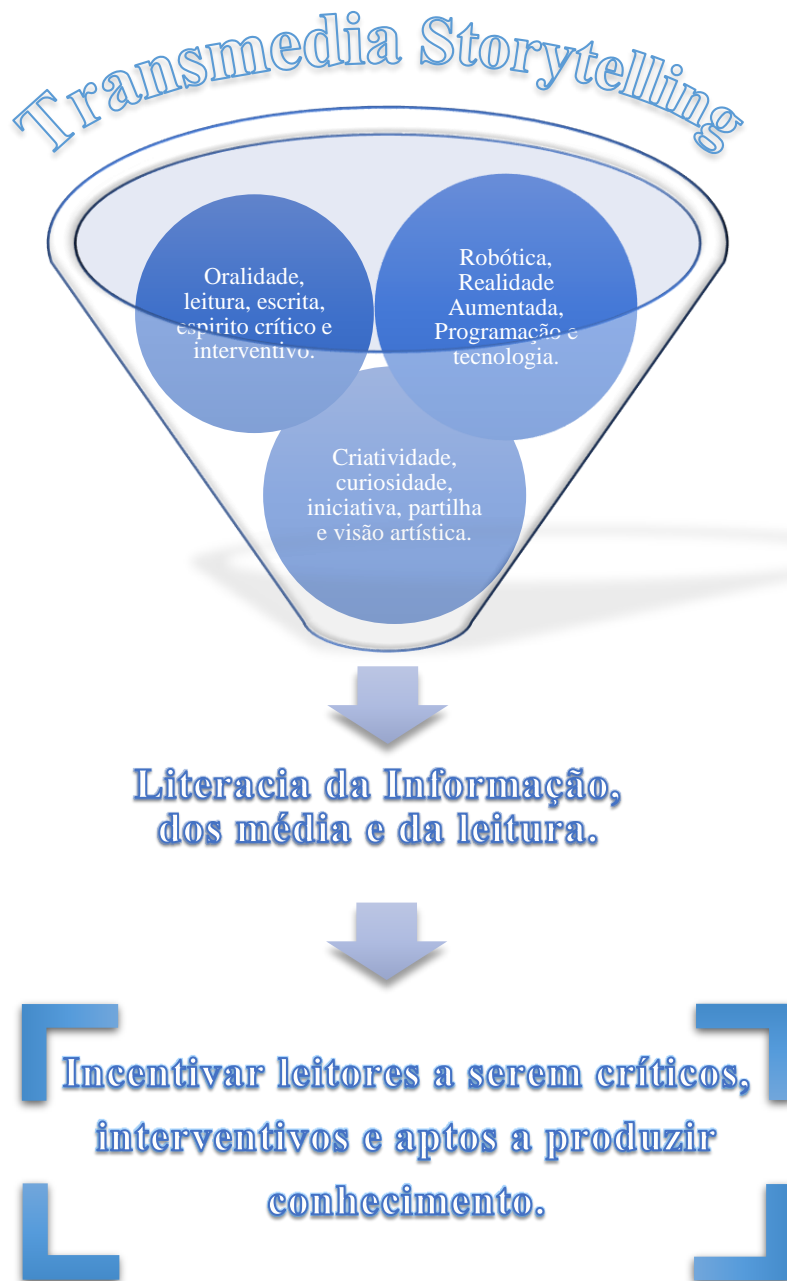 Transmedia Storytelling
Oralidade,
leitura, escrita,
espirito crítico e
interventivo.
Robótica,
Realidade
Aumentada,
Programação e
tecnologia.
Criatividade,
curiosidade,
iniciativa, partilha
e visão artística.
Literacia da Informação,
dos média e da leitura.
Incentivar leitores a serem críticos,
interventivos e aptos a produzir
conhecimento.